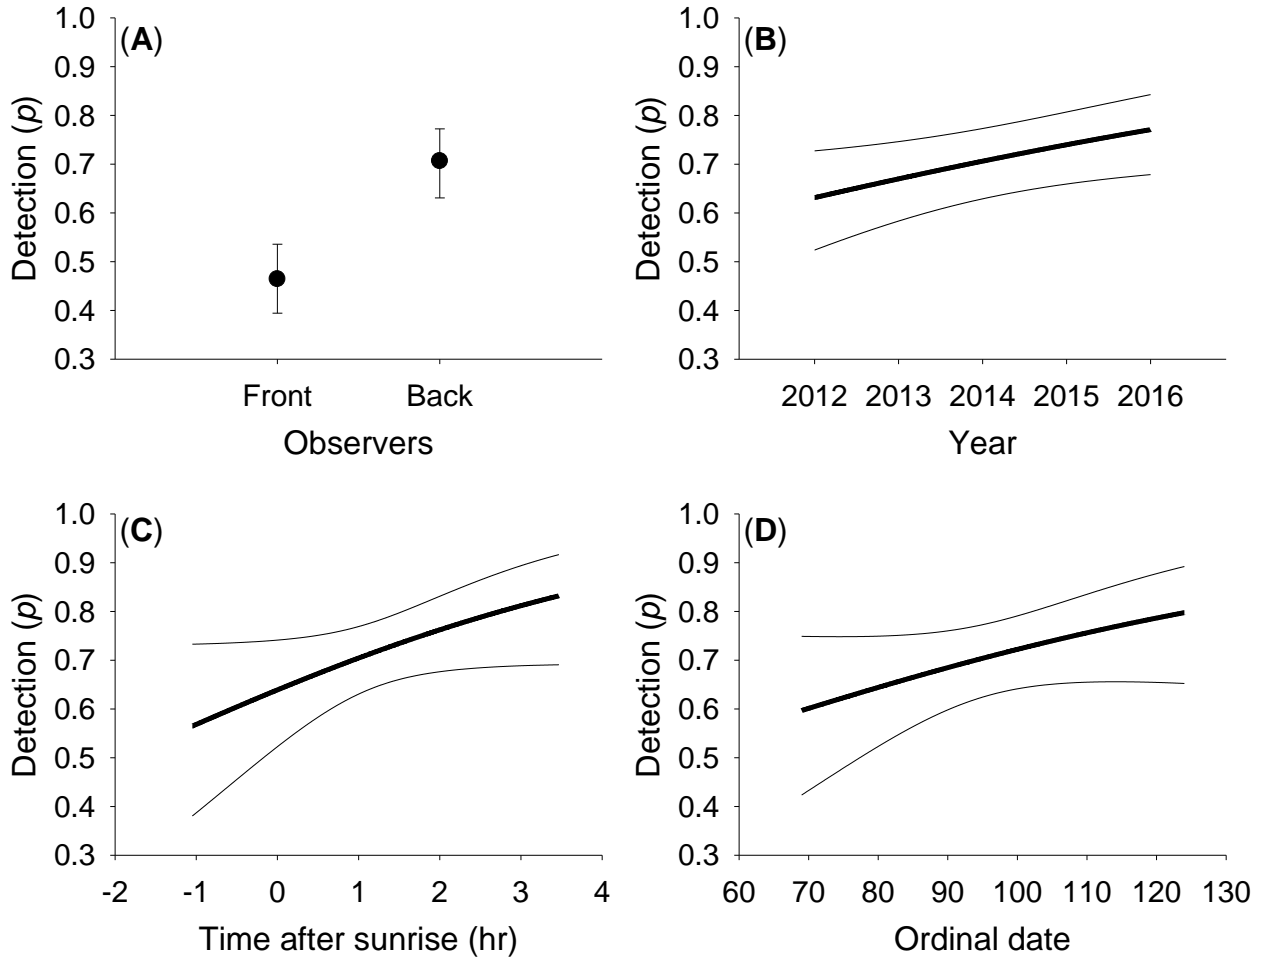 (A)
Detection (p)
1.0
0.9
0.8
0.7
0.6
0.5
0.4
0.3
Front Back
Observers
(B)
Detection (p)
1.0
0.9
0.8
0.7
0.6
0.5
0.4
0.3
2012 2013 2014 2015 2016
Year
(C)
Detection (p)
1.0
0.9
0.8
0.7
0.6
0.5
0.4
0.3
-2 -1 0 1 2 3 4
Time after sunrise (hr)
(D)
Detection (p)
1.0
0.9
0.8
0.7
0.6
0.5
0.4
0.3
60 70 80 90 100 110 120 130
Ordinal date